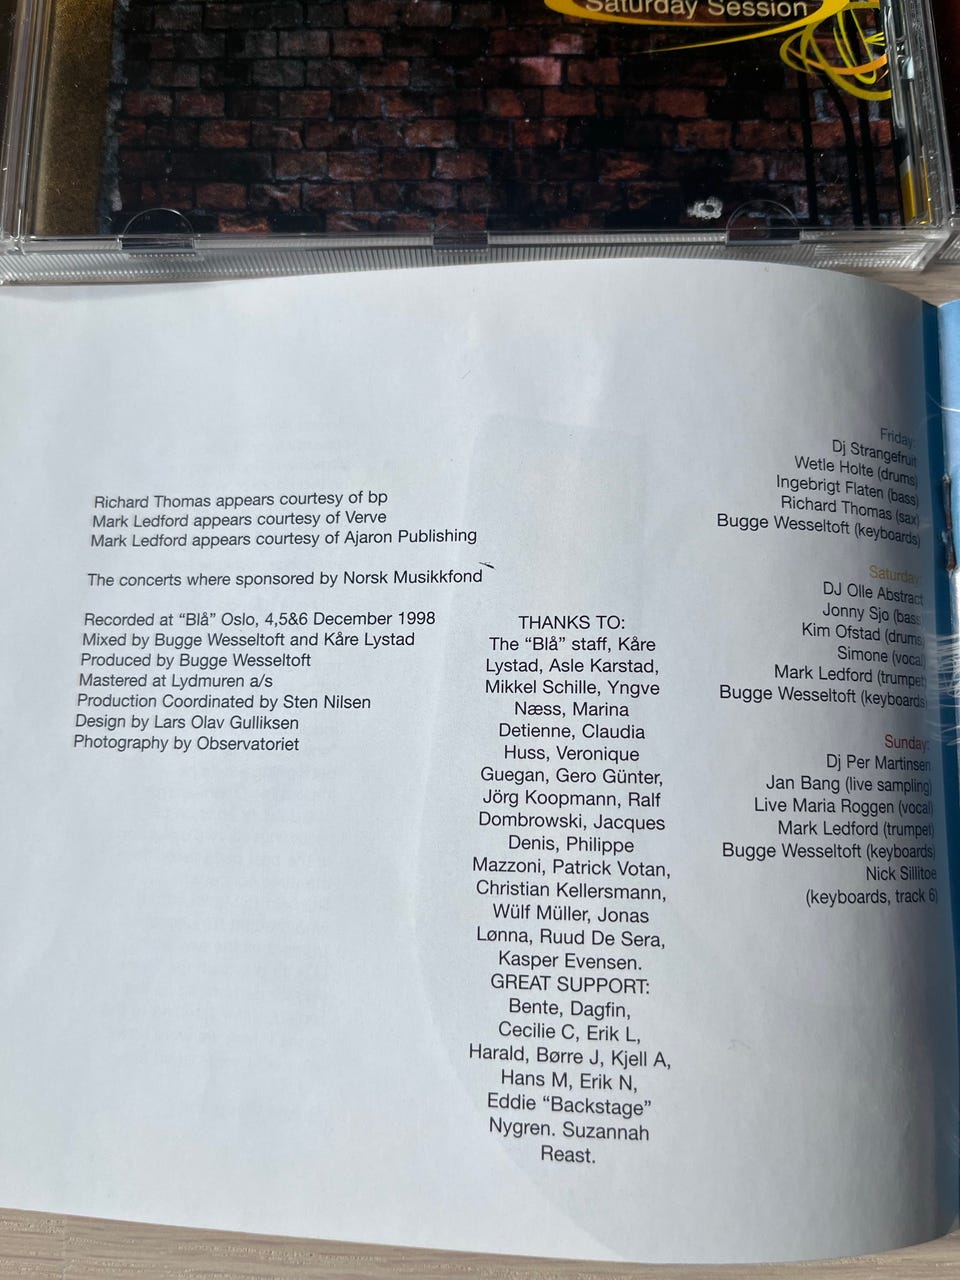 Saturday Session
Richard Thomas appears courtesy of bp
Mark Ledford appears courtesy of Verve
Mark Ledford appears courtesy of Ajaron Publishing
The concerts where sponsored by Norsk Musikkfond
Recorded at “Blå” Oslo, 4,5&6 December 1998
Mixed by Bugge Wesseltoft and Kåre Lystad
Produced by Bugge Wesseltoft
Mastered at Lydmuren a/s
Production Coordinated by Sten Nilsen
Design by Lars Olav Gulliksen
Photography by Observatoriet
THANKS TO:
The “Blå” staff, Kåre
Lystad, Asle Karstad,
Mikkel Schille, Yngve
Næss, Marina
Detienne, Claudia
Huss, Veronique
Guegan, Gero Günter,
Jörg Koopmann, Ralf
Dombrowski, Jacques
Denis, Philippe
Mazzoni, Patrick Votan,
Christian Kellersmann,
Wülf Müller, Jonas
Lønna, Ruud De Sera,
Kasper Evensen.
GREAT SUPPORT:
Bente, Dagfin,
Cecilie C, Erik L,
Harald, Børre J, Kjell A,
Hans M, Erik N,
Eddie “Backstage”
Nygren. Suzannah
Reast.
Friday:
Dj Strangefruit
Wetle Holte (drums)
Ingebrigt Flaten (bass)
Richard Thomas (sax)
Bugge Wesseltoft (keyboards)
Saturday:
DJ Olle Abstract
Jonny Sjo (bass)
Kim Ofstad (drums)
Simone (vocal)
Mark Ledford (trumpet)
Bugge Wesseltoft (keyboards)
Sunday:
Dj Per Martinsen
Jan Bang (live sampling)
Live Maria Roggen (vocal)
Mark Ledford (trumpet)
Bugge Wesseltoft (keyboards)
Nick Sillitoe
(keyboards, track 6)